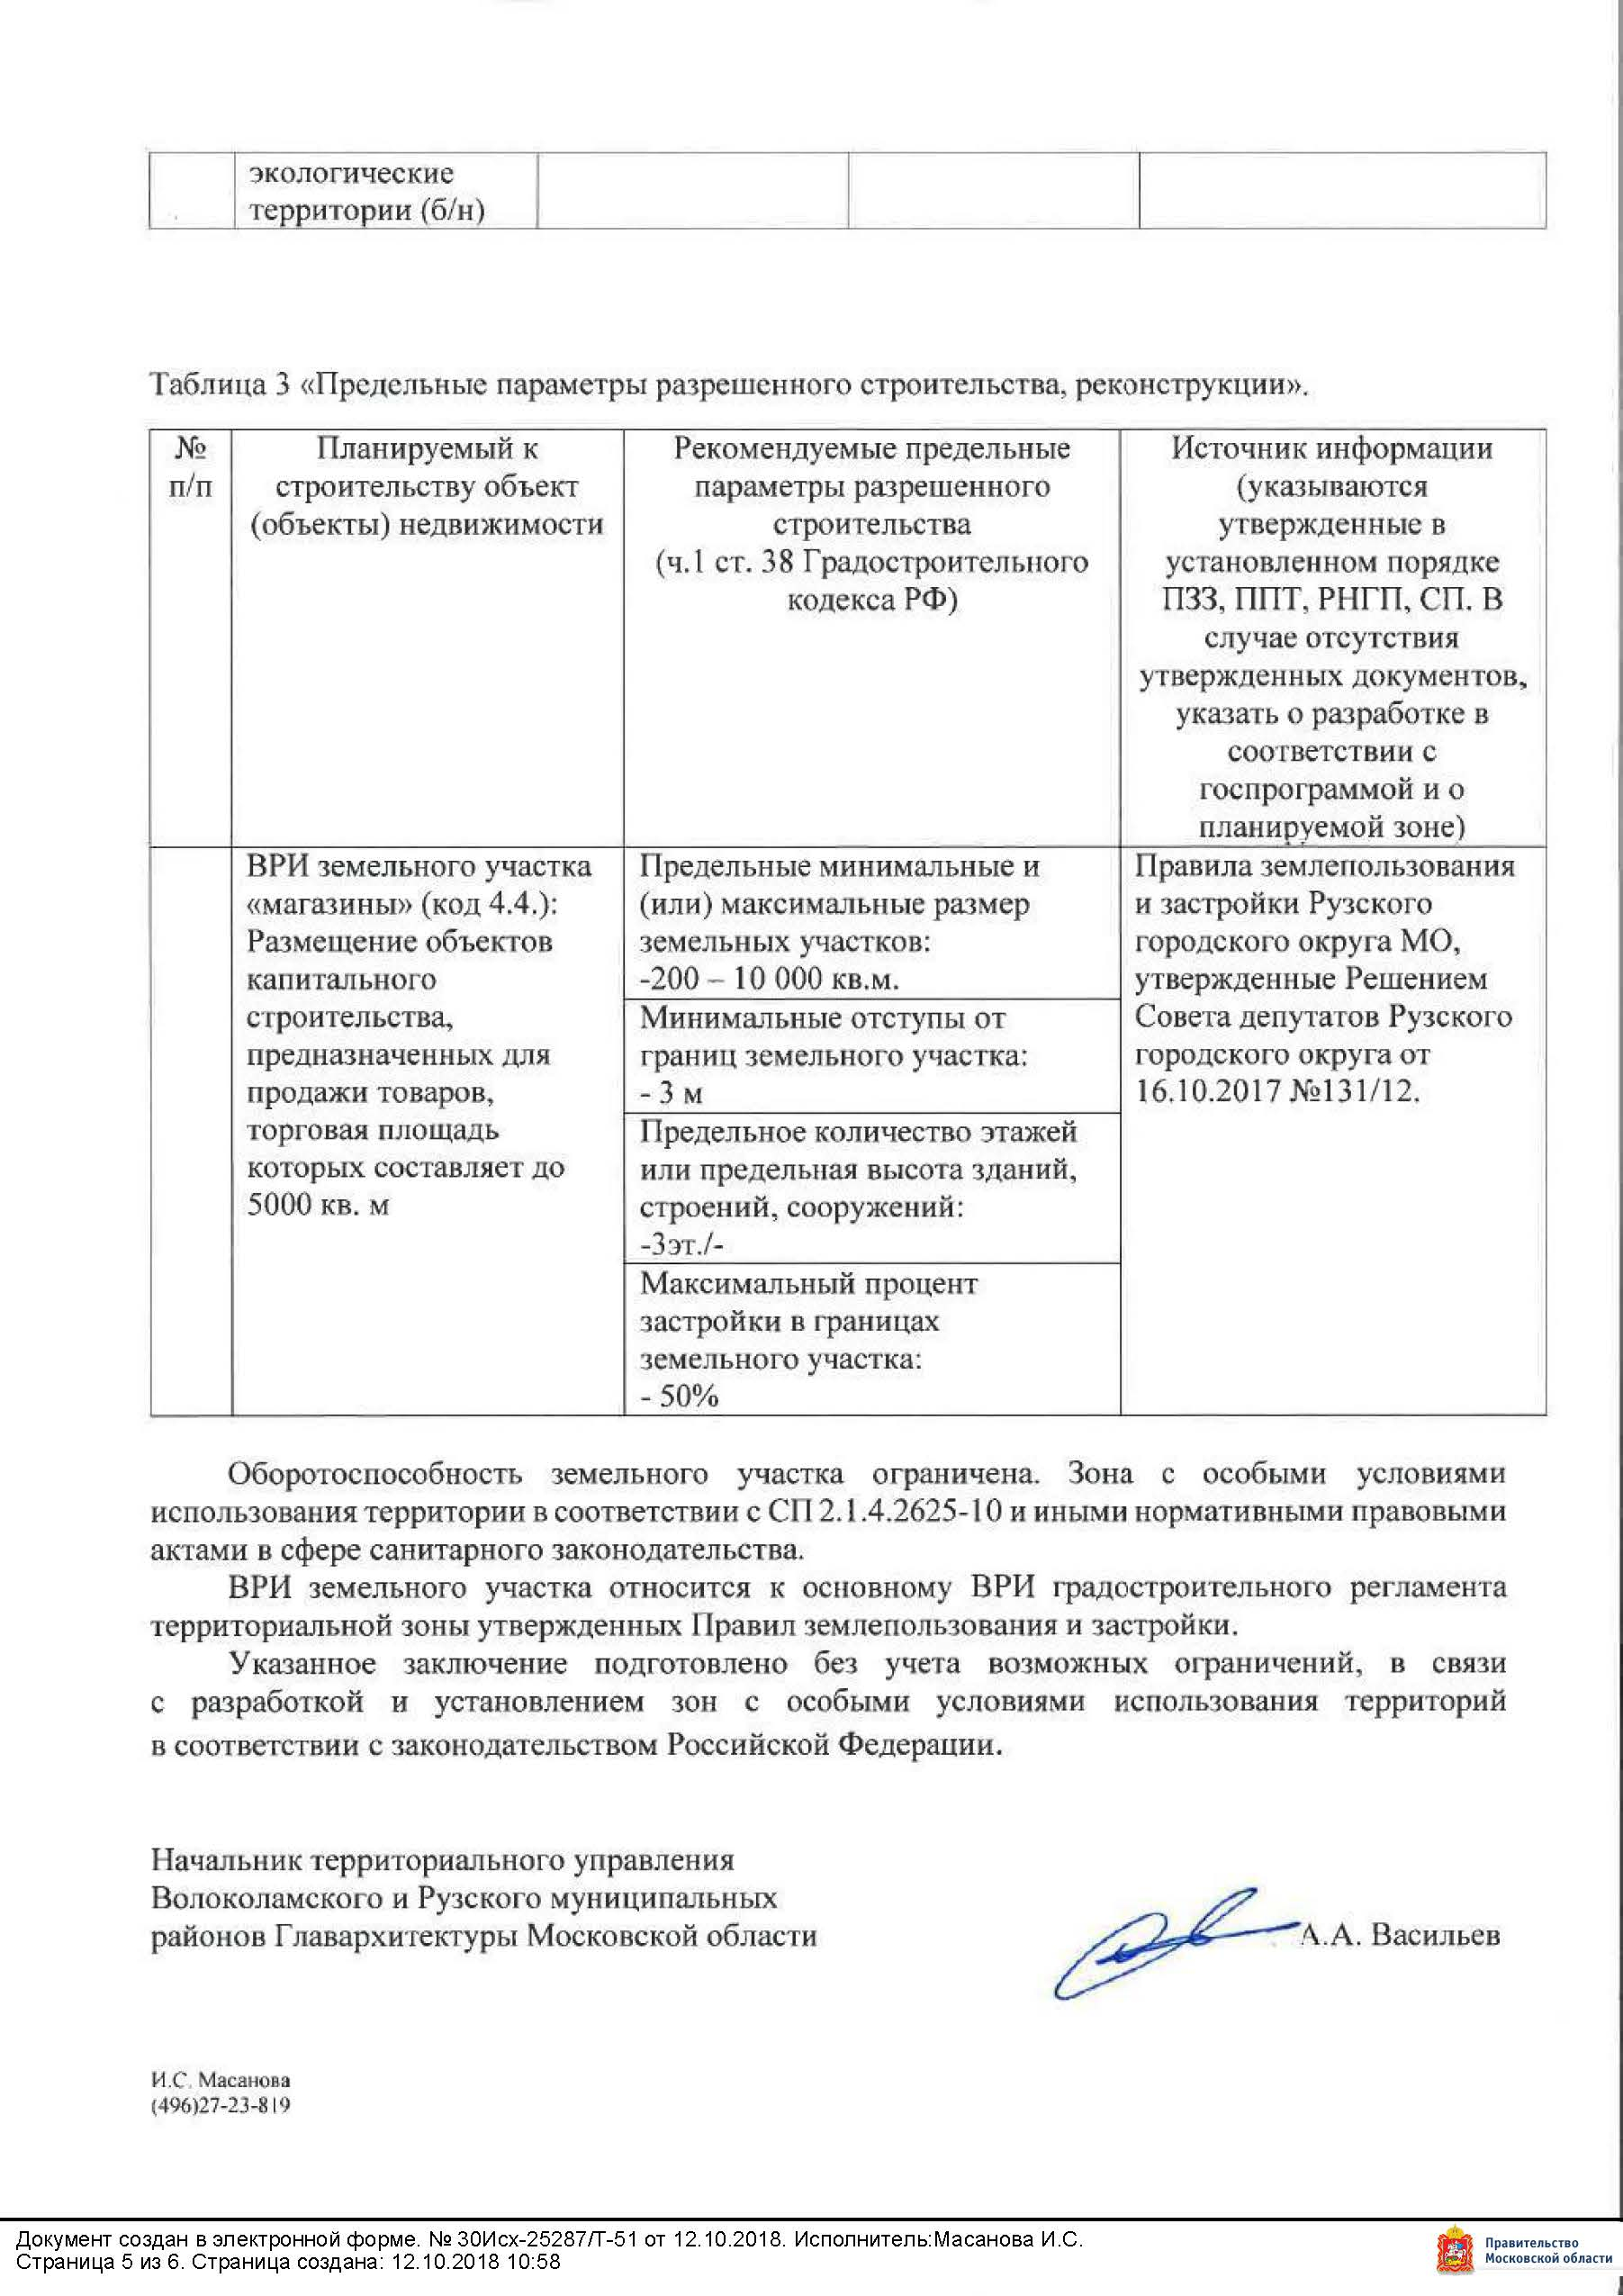 экологические
территории (б/н)
Таблица 3 «Предельные параметры разрешенного строительства, реконструкции».
№
п/п
Планируемый к
строительству объект
(объекты) недвижимости
Рекомендуемые предельные
параметры разрешенного
строительства
(ч.1 ст. 38 Градостроительного
кодекса РФ)
Источник информации
(указываются
утвержденные в
установленном порядке
ПЗЗ, ППТ, РНГП, СП. В
случае отсутствия
утвержденных документов,
указать о разработке в
соответствии с
госпрограммой и о
планируемой зоне)
ВРИ земельного участка
«магазины» (код 4.4.):
Размещение объектов
капитального
строительства,
предназначенных для
продажи товаров,
торговая площадь
которых составляет до
5000 кв. м
Предельные минимальные и
(или) максимальные размер
земельных участков:
-200 – 10 000 кв.м.
Минимальные отступы от
границ земельного участка:
- 3 м
Предельное количество этажей
или предельная высота зданий,
строений, сооружений:
-3эт./-
Максимальный процент
застройки в границах
земельного участка:
- 50%
Правила землепользования
и застройки Рузского
городского округа МО,
утвержденные Решением
Совета депутатов Рузского
городского округа от
16.10.2017 №131/12.
Оборотоспособность земельного участка ограничена. Зона с особыми условиями
использования территории в соответствии с СП 2.1.4.2625-10 и иными нормативными правовыми
актами в сфере санитарного законодательства.
ВРИ земельного участка относится к основному ВРИ градостроительного регламента
территориальной зоны утвержденных Правил землепользования и застройки.
Указанное заключение подготовлено без учета возможных ограничений, в связи
с разработкой и установлением зон с особыми условиями использования территорий
в соответствии с законодательством Российской Федерации.
Начальник территориального управления
Волоколамского и Рузского муниципальных
районов Главархитектуры Московской области
А.А. Васильев
И.С. Масанова
(496)27-23-819
Документ создан в электронной форме. № 30Исх-25287/Т-51 от 12.10.2018. Исполнитель:Масанова И.С.
Страница 5 из 6. Страница создана: 12.10.2018 10:58
Правительство
Московской области